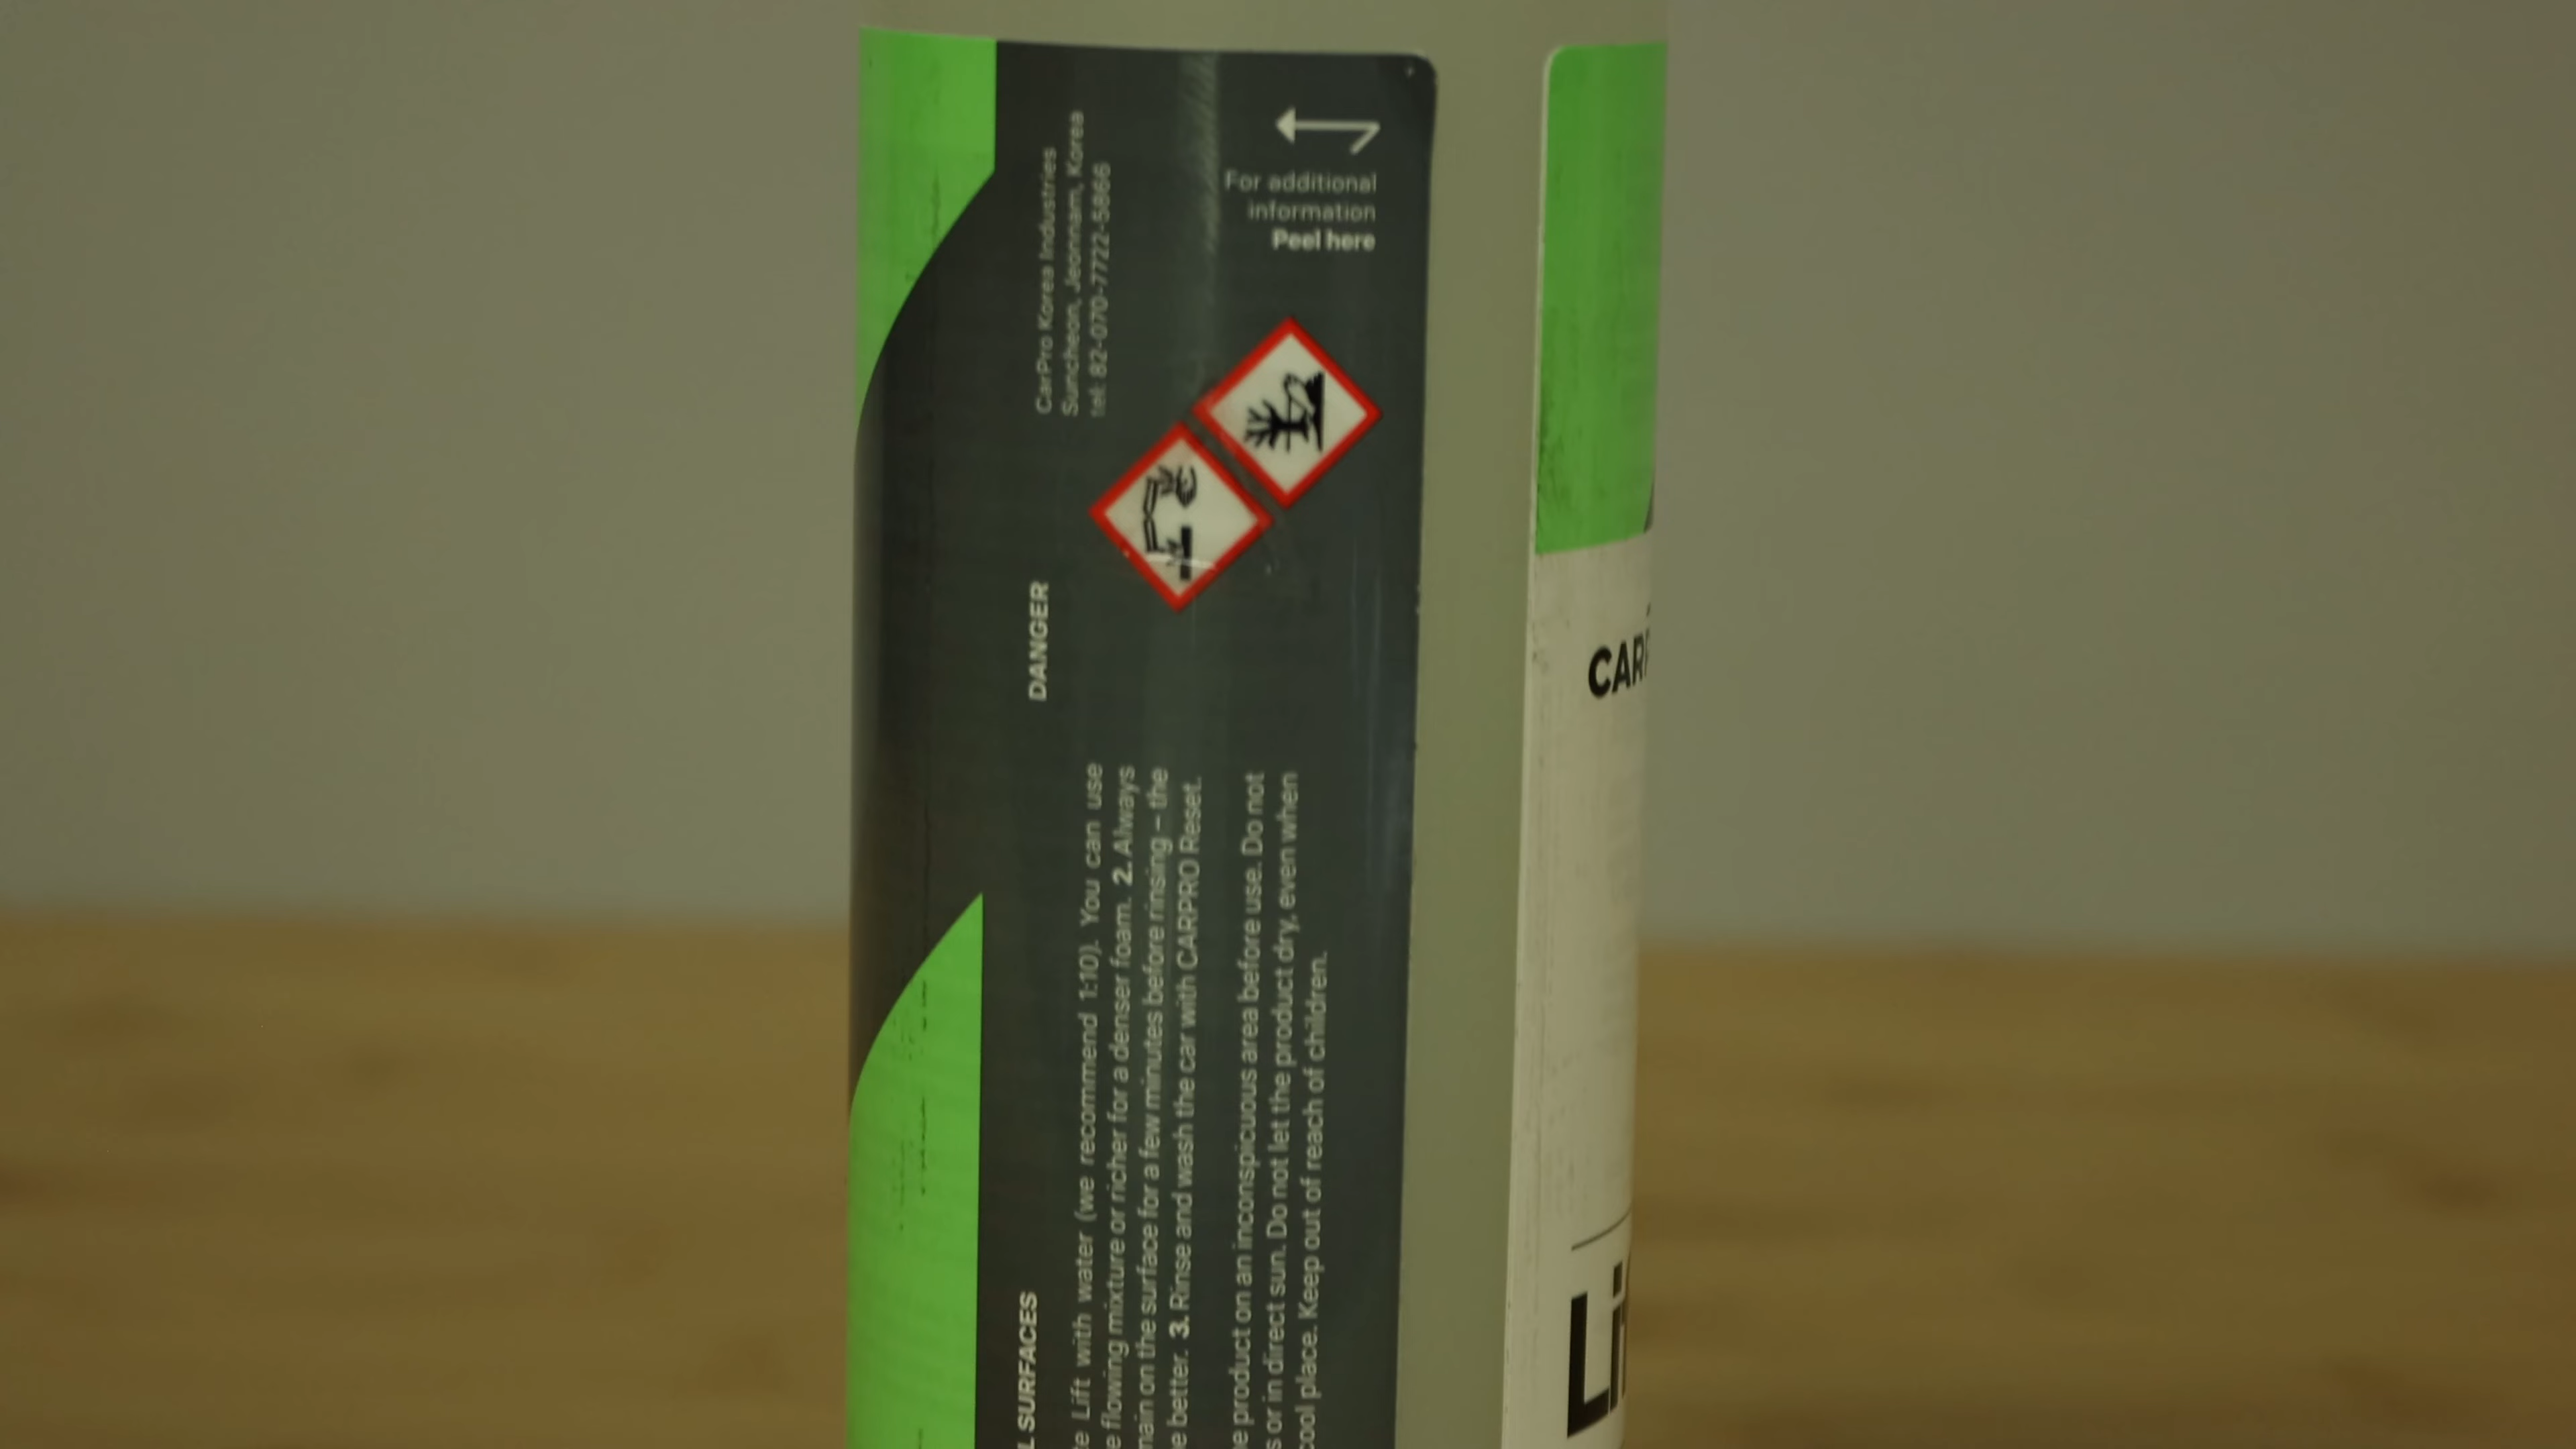 CarPro Korea Industries
Suncheon, Jeonnam, Korea
tel: 82-070-7722-5866
For additional
information
Peel here
DANGER
SURFACES
Lift with water (we recommend 1:10). You can use
flowing mixture or richer for a denser foam. 2. Always
on the surface for a few minutes before rinsing – the
better. 3. Rinse and wash the car with CARPRO Reset.
product on an inconspicuous area before use. Do not
or in direct sun. Do not let the product dry, even when
cool place. Keep out of reach of children.
CAR
Li